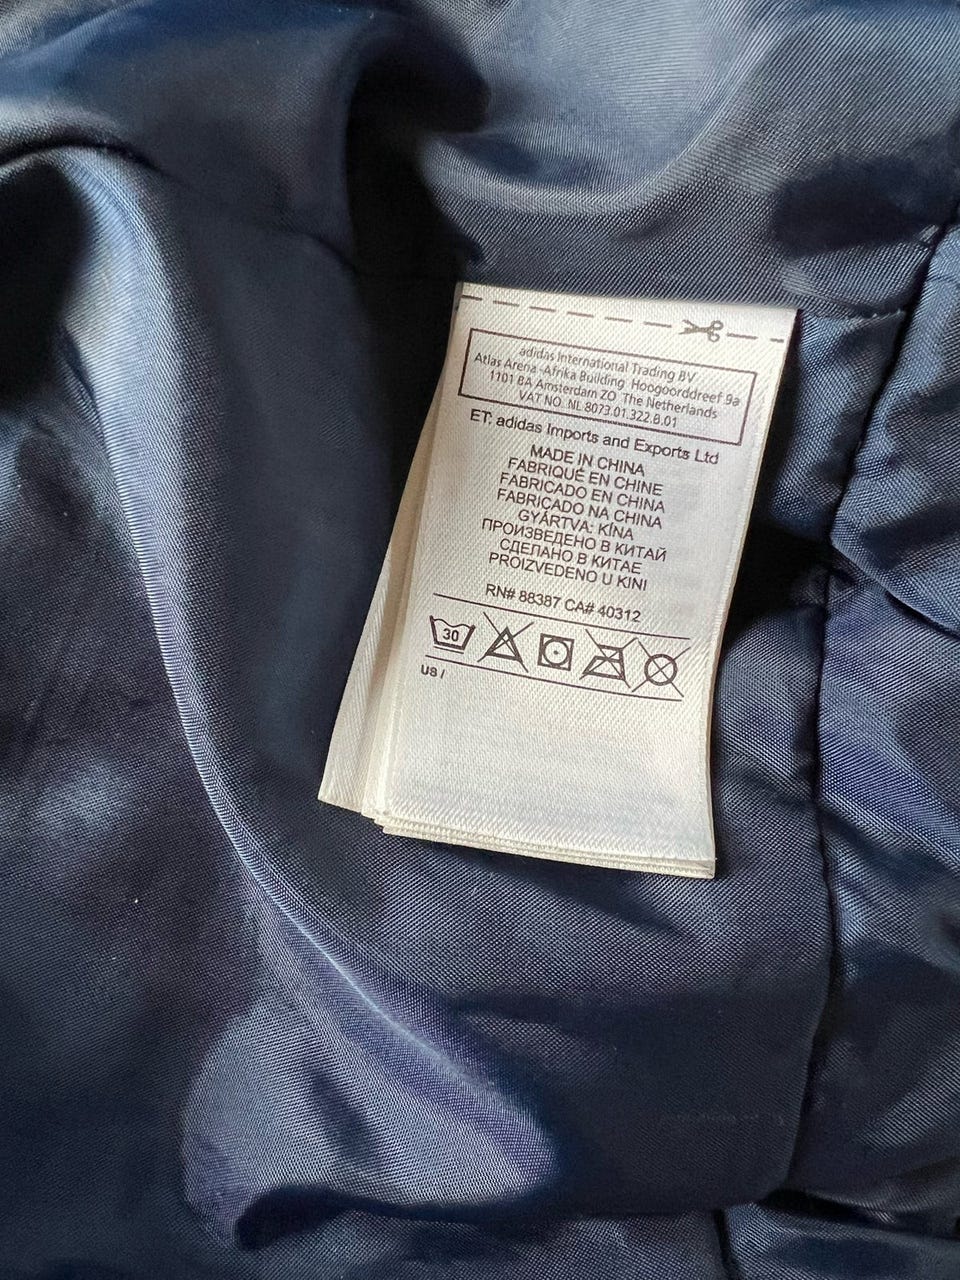 adidas International Trading BV
Atlas Arena -Afrika Building Hoogoorddreef 9a
1101 BA Amsterdam ZO The Netherlands
VAT NO. NL 8073.01.322.B.01
ET: adidas Imports and Exports Ltd
MADE IN CHINA
FABRIQUÉ EN CHINE
FABRICADO EN CHINA
FABRICADO NA CHINA
GYÁRTVA: KÍNA
ПРОИЗВЕДЕНО В КИТАЙ
СДЕЛАНО В КИТАЕ
PROIZVEDENO U KINI
RN# 88387 CA# 40312
30
US /